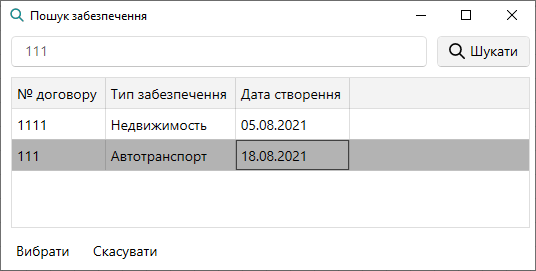 Пошук забезпечення
111
Шукати
№ договору Тип забезпечення Дата створення
1111 Недвижимость 05.08.2021
111 Автотранспорт 18.08.2021
Вибрати Скасувати